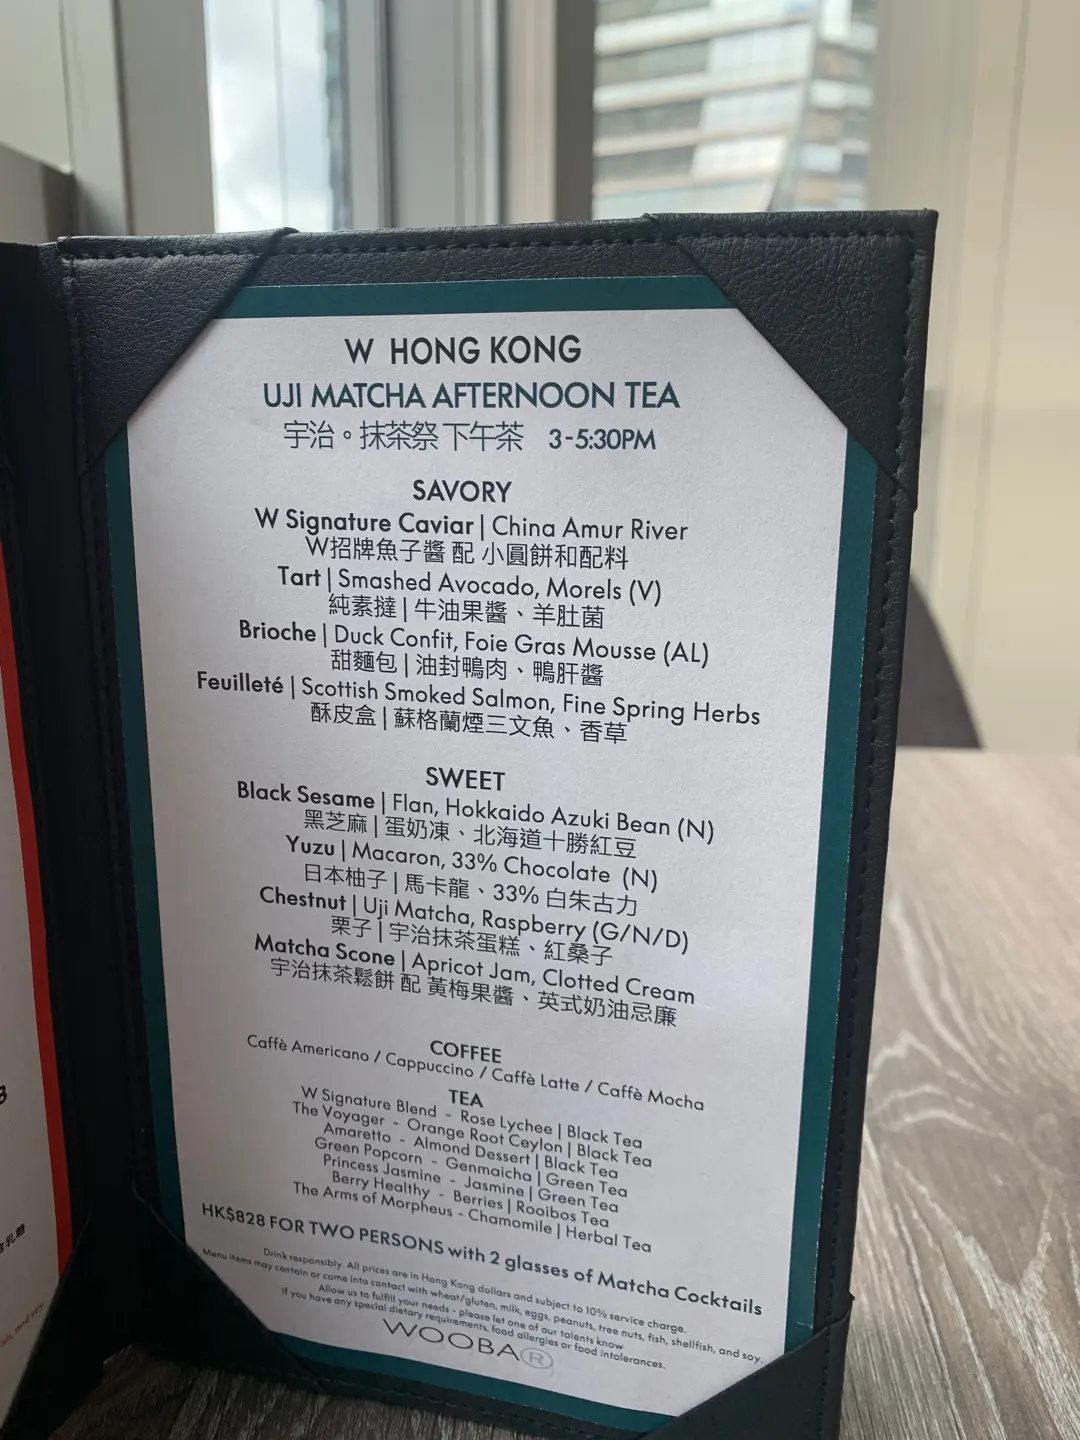 W HONG KONG
UJI MATCHA AFTERNOON TEA
宇治。抹茶祭 下午茶 3-5:30PM
SAVORY
W Signature Caviar | China Amur River
W招牌魚子醬 配 小圓餅和配料
Tart | Smashed Avocado, Morels (V)
純素撻 | 牛油果醬、羊肚菌
Brioche | Duck Confit, Foie Gras Mousse (AL)
甜麵包 | 油封鴨肉、鴨肝醬
Feuilleté | Scottish Smoked Salmon, Fine Spring Herbs
酥皮盒 | 蘇格蘭煙三文魚、香草
SWEET
Black Sesame | Flan, Hokkaido Azuki Bean (N)
黑芝麻 | 蛋奶凍、北海道十勝紅豆
Yuzu | Macaron, 33% Chocolate (N)
日本柚子 | 馬卡龍、33% 白朱古力
Chestnut | Uji Matcha, Raspberry (G/N/D)
栗子 | 宇治抹茶蛋糕、紅桑子
Matcha Scone | Apricot Jam, Clotted Cream
宇治抹茶鬆餅 配 黃梅果醬、英式奶油忌廉
COFFEE
Caffè Americano / Cappuccino / Caffè Latte / Caffè Mocha
TEA
W Signature Blend - Rose Lychee | Black Tea
The Voyager - Orange Root Ceylon | Black Tea
Amaretto - Almond Dessert | Black Tea
Green Popcorn - Genmaicha | Green Tea
Princess Jasmine - Jasmine | Green Tea
Berry Healthy - Berries | Rooibos Tea
The Arms of Morpheus - Chamomile | Herbal Tea
HK$828 FOR TWO PERSONS with 2 glasses of Matcha Cocktails
Drink responsibly. All prices are in Hong Kong dollars and subject to 10% service charge.
Menu items may contain or come into contact with wheat/gluten, milk, eggs, peanuts, tree nuts, fish, shellfish, and soy.
Allow us to fulfill your needs - please let one of our talents know
if you have any special dietary requirements, food allergies or food intolerances.
WOOBAR